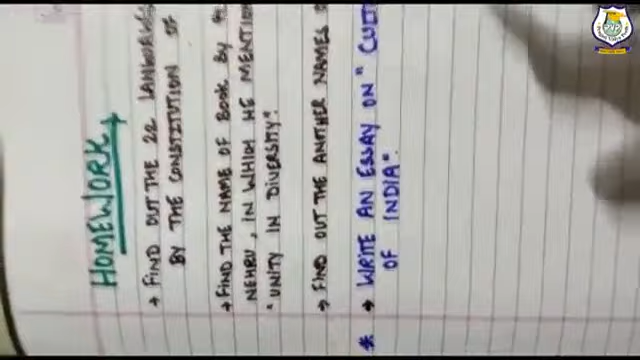 HOMEWORK
→ FIND OUT THE 22 LANGUAGES
BY THE CONSTITUTION OF
→ FIND THE NAME OF BOOK BY
NEHRU, IN WHICH HE MENTION
"UNITY IN DIVERSITY".
→ FIND OUT THE ANOTHER NAMES
* → WRITE AN ESSAY ON "
OF INDIA".